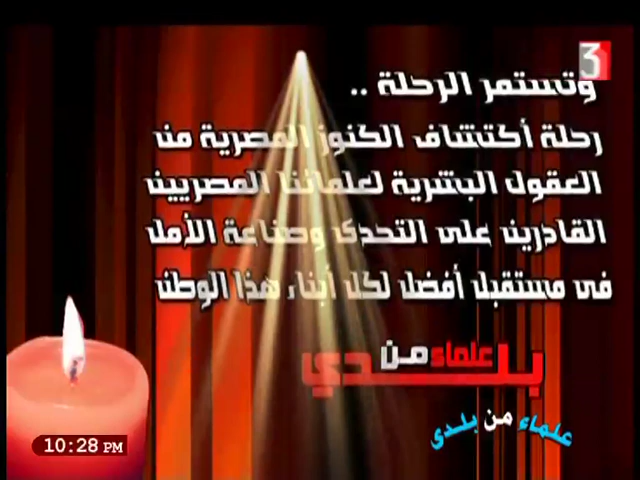 3
وتستمر الرحلة ..
رحلة أكتشاف الكنوز المصرية من
العقول البشرية لعلمائنا المصريين
القادرين على التحدى وصناعة الأمل
فى مستقبل أفضل لكل أبناء هذا الوطن
علماء من
بلدي
علماء من بلدى
10:28 PM